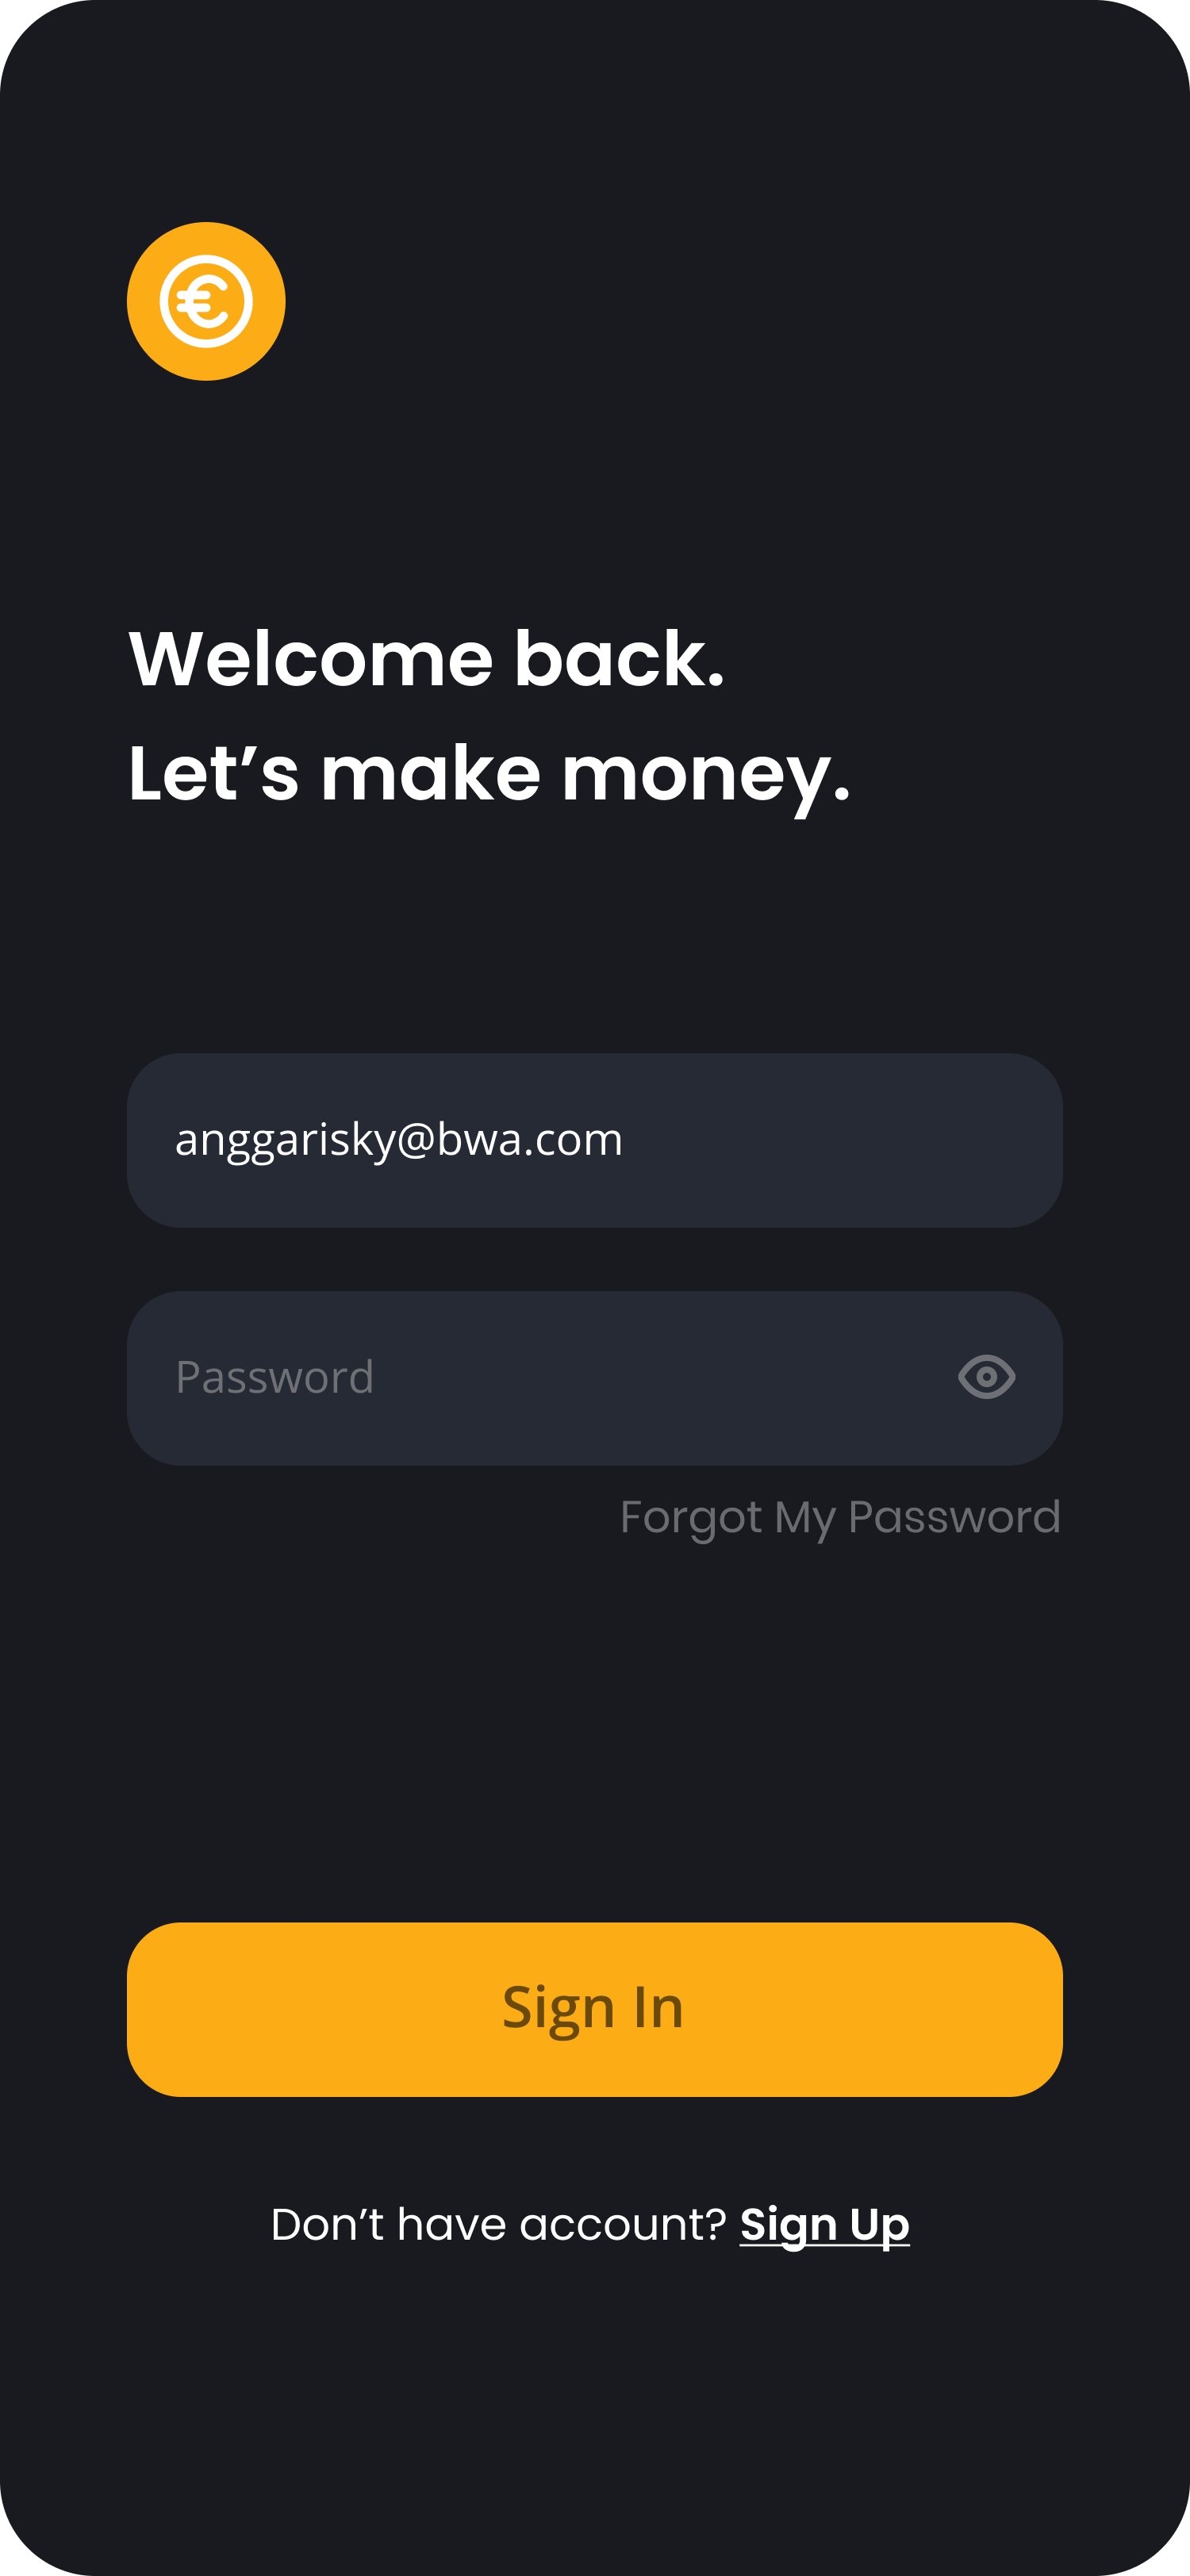 €
Welcome back.
Let’s make money.
anggarisky@bwa.com
Password
Forgot My Password
Sign In
Don’t have account? Sign Up